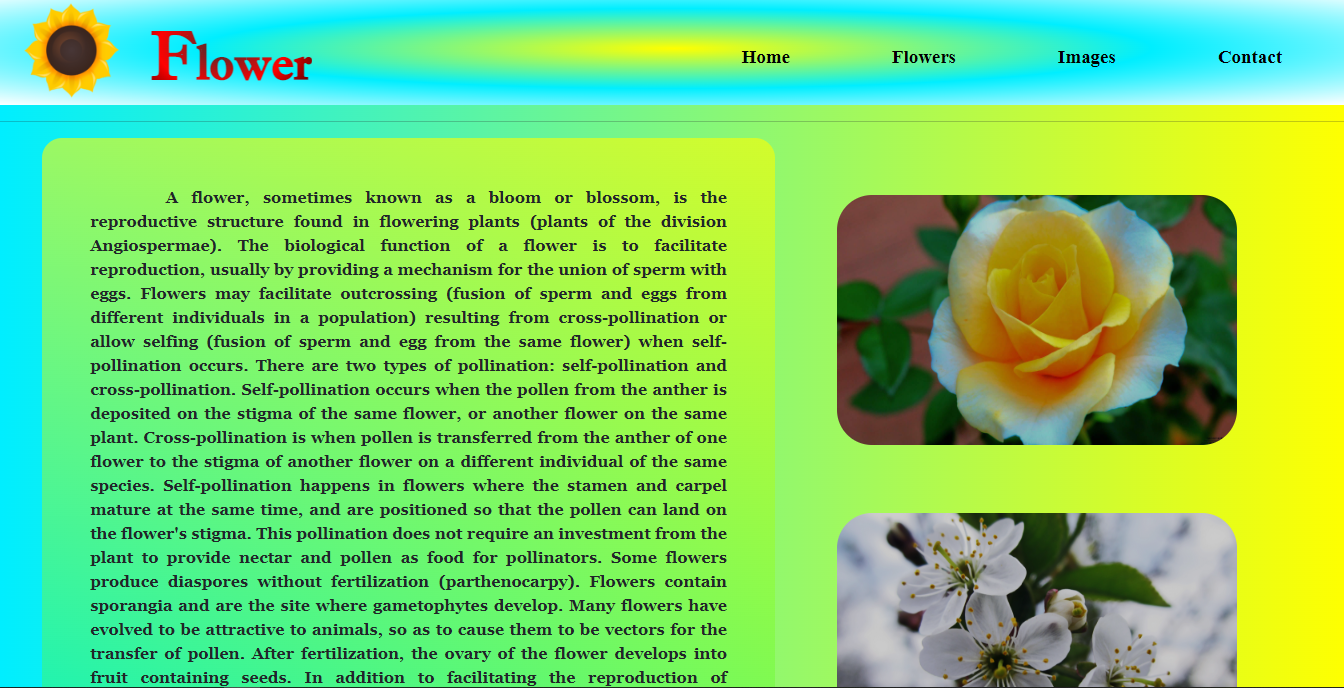 Flower
Home Flowers Images Contact
A flower, sometimes known as a bloom or blossom, is the
reproductive structure found in flowering plants (plants of the division
Angiospermae). The biological function of a flower is to facilitate
reproduction, usually by providing a mechanism for the union of sperm with
eggs. Flowers may facilitate outcrossing (fusion of sperm and eggs from
different individuals in a population) resulting from cross-pollination or
allow selfing (fusion of sperm and egg from the same flower) when self-
pollination occurs. There are two types of pollination: self-pollination and
cross-pollination. Self-pollination occurs when the pollen from the anther is
deposited on the stigma of the same flower, or another flower on the same
plant. Cross-pollination is when pollen is transferred from the anther of one
flower to the stigma of another flower on a different individual of the same
species. Self-pollination happens in flowers where the stamen and carpel
mature at the same time, and are positioned so that the pollen can land on
the flower's stigma. This pollination does not require an investment from the
plant to provide nectar and pollen as food for pollinators. Some flowers
produce diaspores without fertilization (parthenocarpy). Flowers contain
sporangia and are the site where gametophytes develop. Many flowers have
evolved to be attractive to animals, so as to cause them to be vectors for the
transfer of pollen. After fertilization, the ovary of the flower develops into
fruit containing seeds. In addition to facilitating the reproduction of